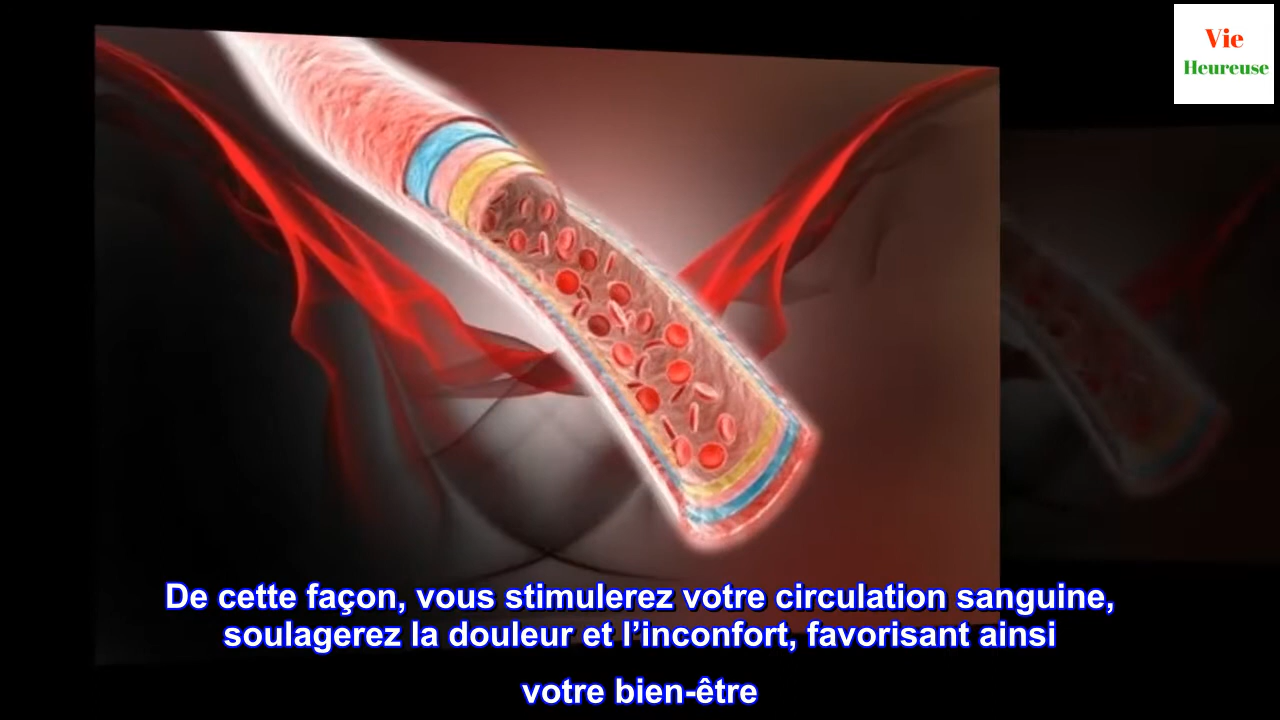 Vie
Heureuse
De cette façon, vous stimulerez votre circulation sanguine,
soulagerez la douleur et l’inconfort, favorisant ainsi
votre bien-être